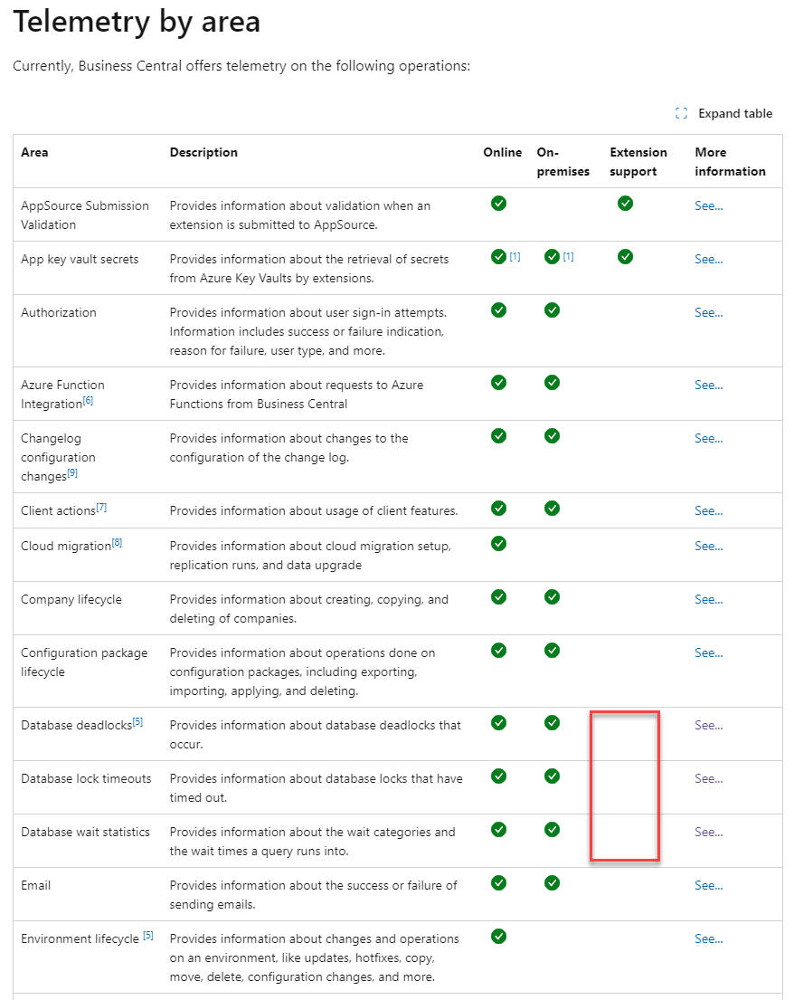 Telemetry by area
Currently, Business Central offers telemetry on the following operations:
Expand table
Area Description Online On-premises Extension support More information
AppSource Submission Validation Provides information about validation when an extension is submitted to AppSource. See...
App key vault secrets Provides information about the retrieval of secrets from Azure Key Vaults by extensions. [1] [1] See...
Authorization Provides information about user sign-in attempts. Information includes success or failure indication, reason for failure, user type, and more. See...
Azure Function Integration[6] Provides information about requests to Azure Functions from Business Central See...
Changelog configuration changes[9] Provides information about changes to the configuration of the change log. See...
Client actions[7] Provides information about usage of client features. See...
Cloud migration[8] Provides information about cloud migration setup, replication runs, and data upgrade See...
Company lifecycle Provides information about creating, copying, and deleting of companies. See...
Configuration package lifecycle Provides information about operations done on configuration packages, including exporting, importing, applying, and deleting. See...
Database deadlocks[5] Provides information about database deadlocks that occur. See...
Database lock timeouts Provides information about database locks that have timed out. See...
Database wait statistics Provides information about the wait categories and the wait times a query runs into. See...
Email Provides information about the success or failure of sending emails. See...
Environment lifecycle [5] Provides information about changes and operations on an environment, like updates, hotfixes, copy, move, delete, configuration changes, and more. See...